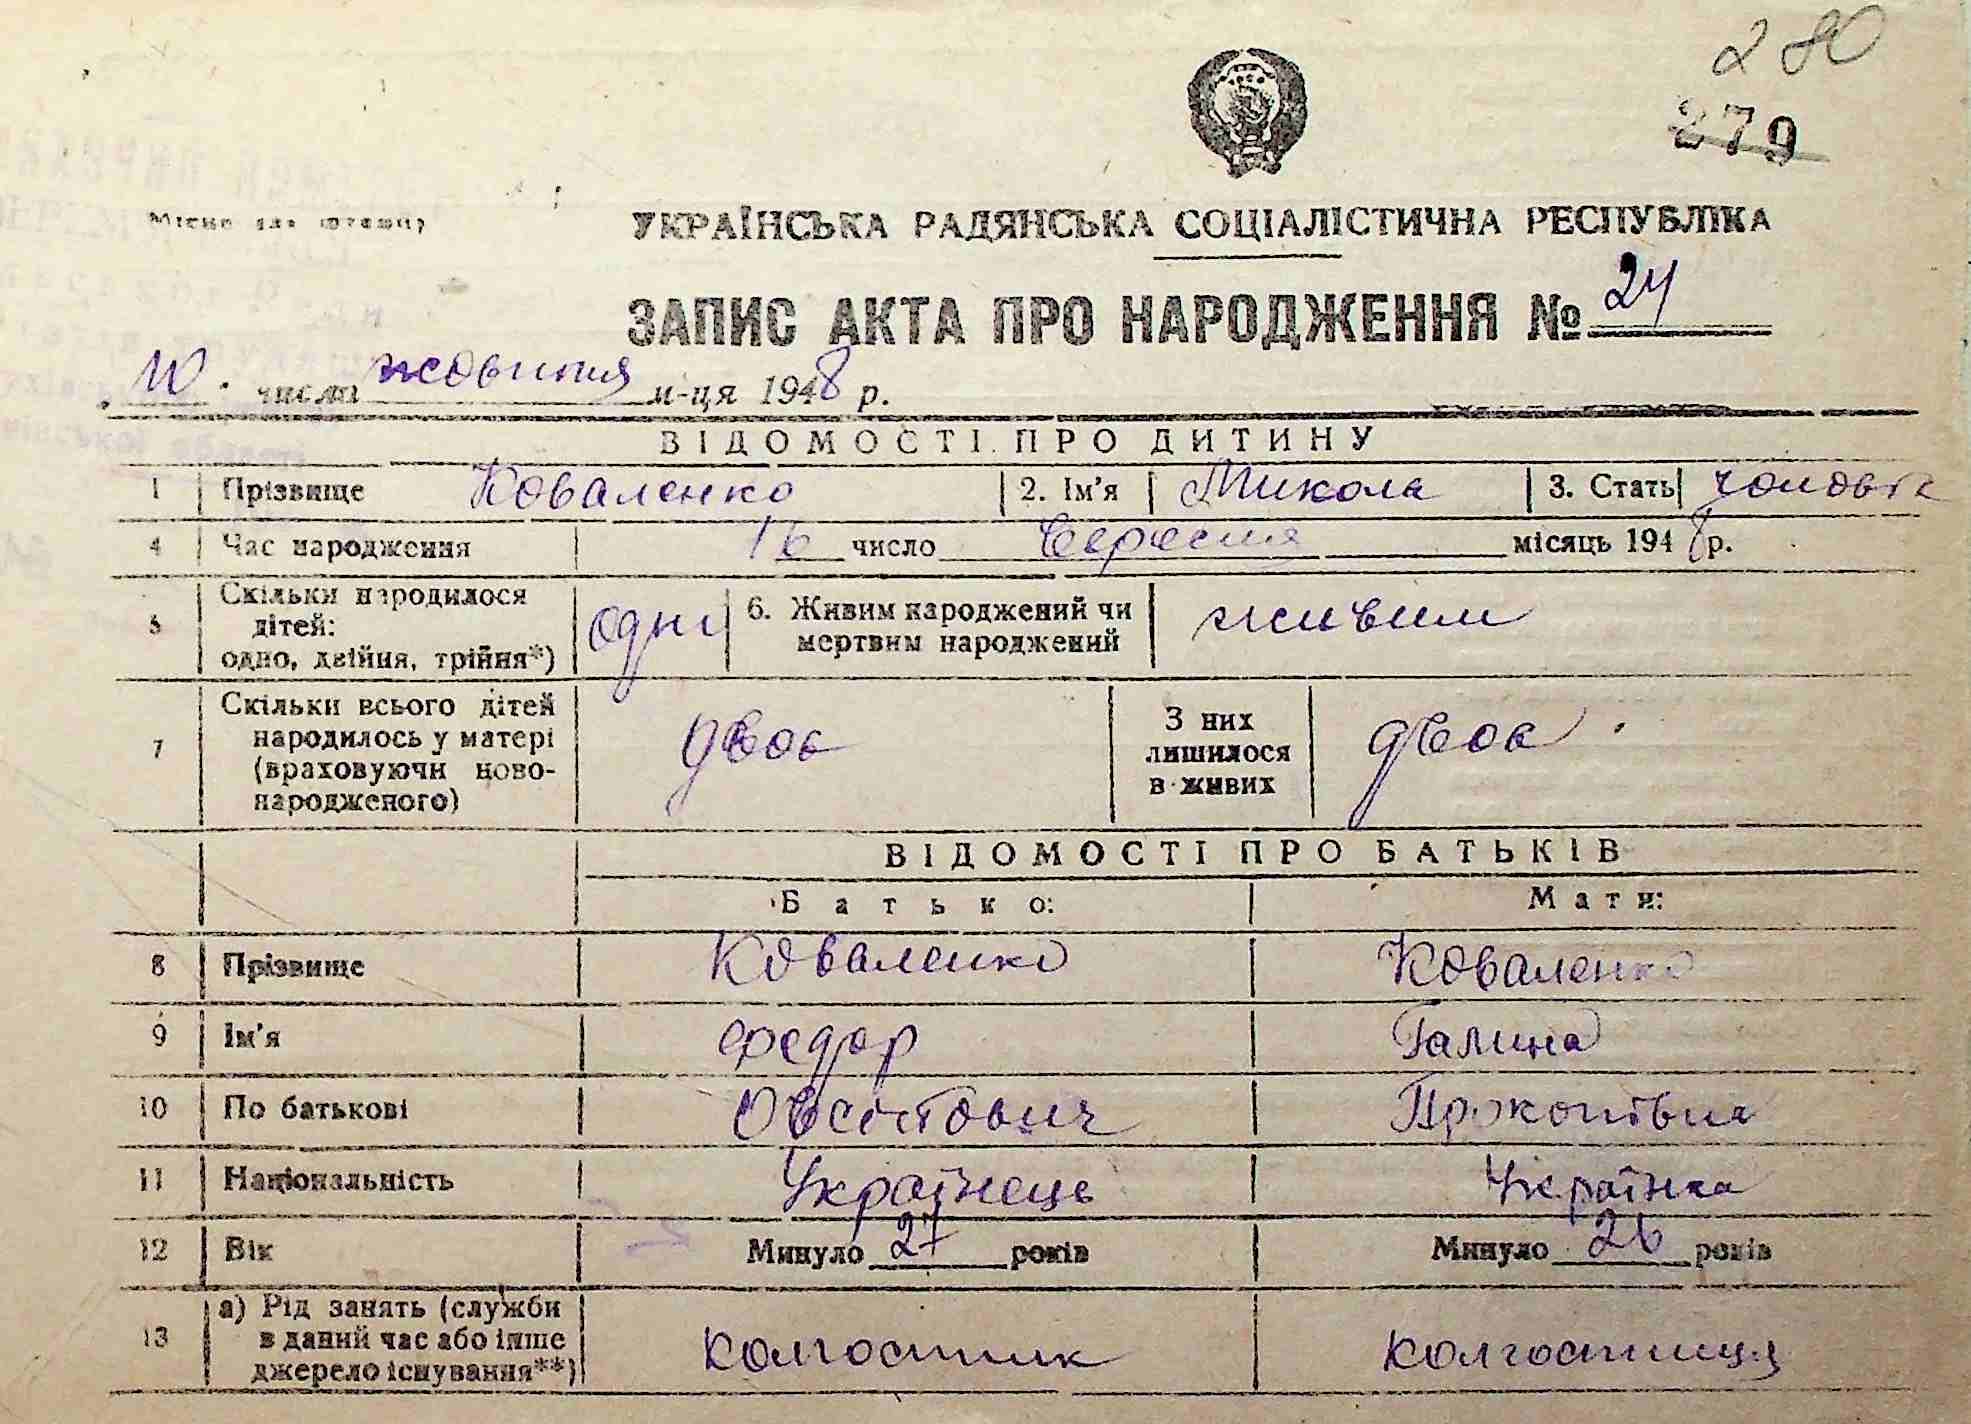 280
279
Місце для штампу
УКРАЇНСЬКА РАДЯНСЬКА СОЦІАЛІСТИЧНА РЕСПУБЛІКА
ЗАПИС АКТА ПРО НАРОДЖЕННЯ № 24
10 числа жовтня м-ця 1948 р.
ВІДОМОСТІ ПРО ДИТИНУ
1 Прізвище Коваленко 2. Ім'я Микола 3. Стать чоловік
4 Час народження 16 число вересня місяць 1948 р.
5 Скільки народилося
дітей:
одно, двійня, трійня*) одни 6. Живим народжений чи
мертвим народжений живим
7 Скільки всього дітей
народилось у матері
(враховуючи ново-
народженого) двоє З них
лишилося
в живих двоє
ВІДОМОСТІ ПРО БАТЬКІВ
Батько: Мати:
8 Прізвище Коваленко Коваленко
9 Ім'я Федор Галина
10 По батькові Прокопівна
11 Національність Українець Українка
12 Вік Минуло 27 років Минуло 26 років
13 а) Рід занять (служби
в даний час або інше
джерело існування**) колгоспник колгоспниця